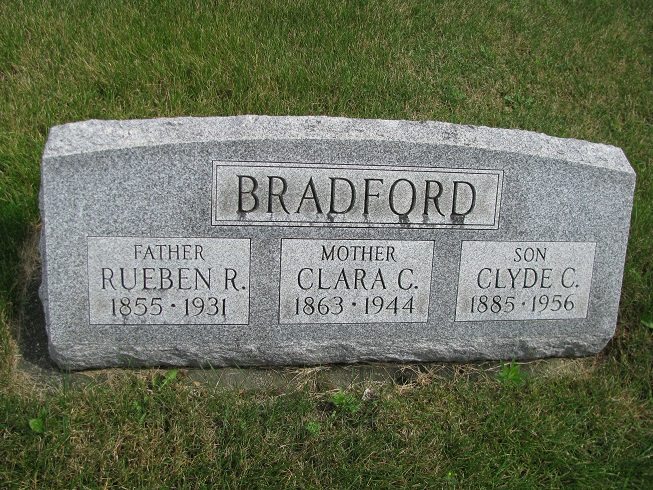 BRADFORD
FATHER
RUEBEN R.
1855 · 1931
MOTHER
CLARA C.
1863 · 1944
SON
CLYDE C.
1885 · 1956